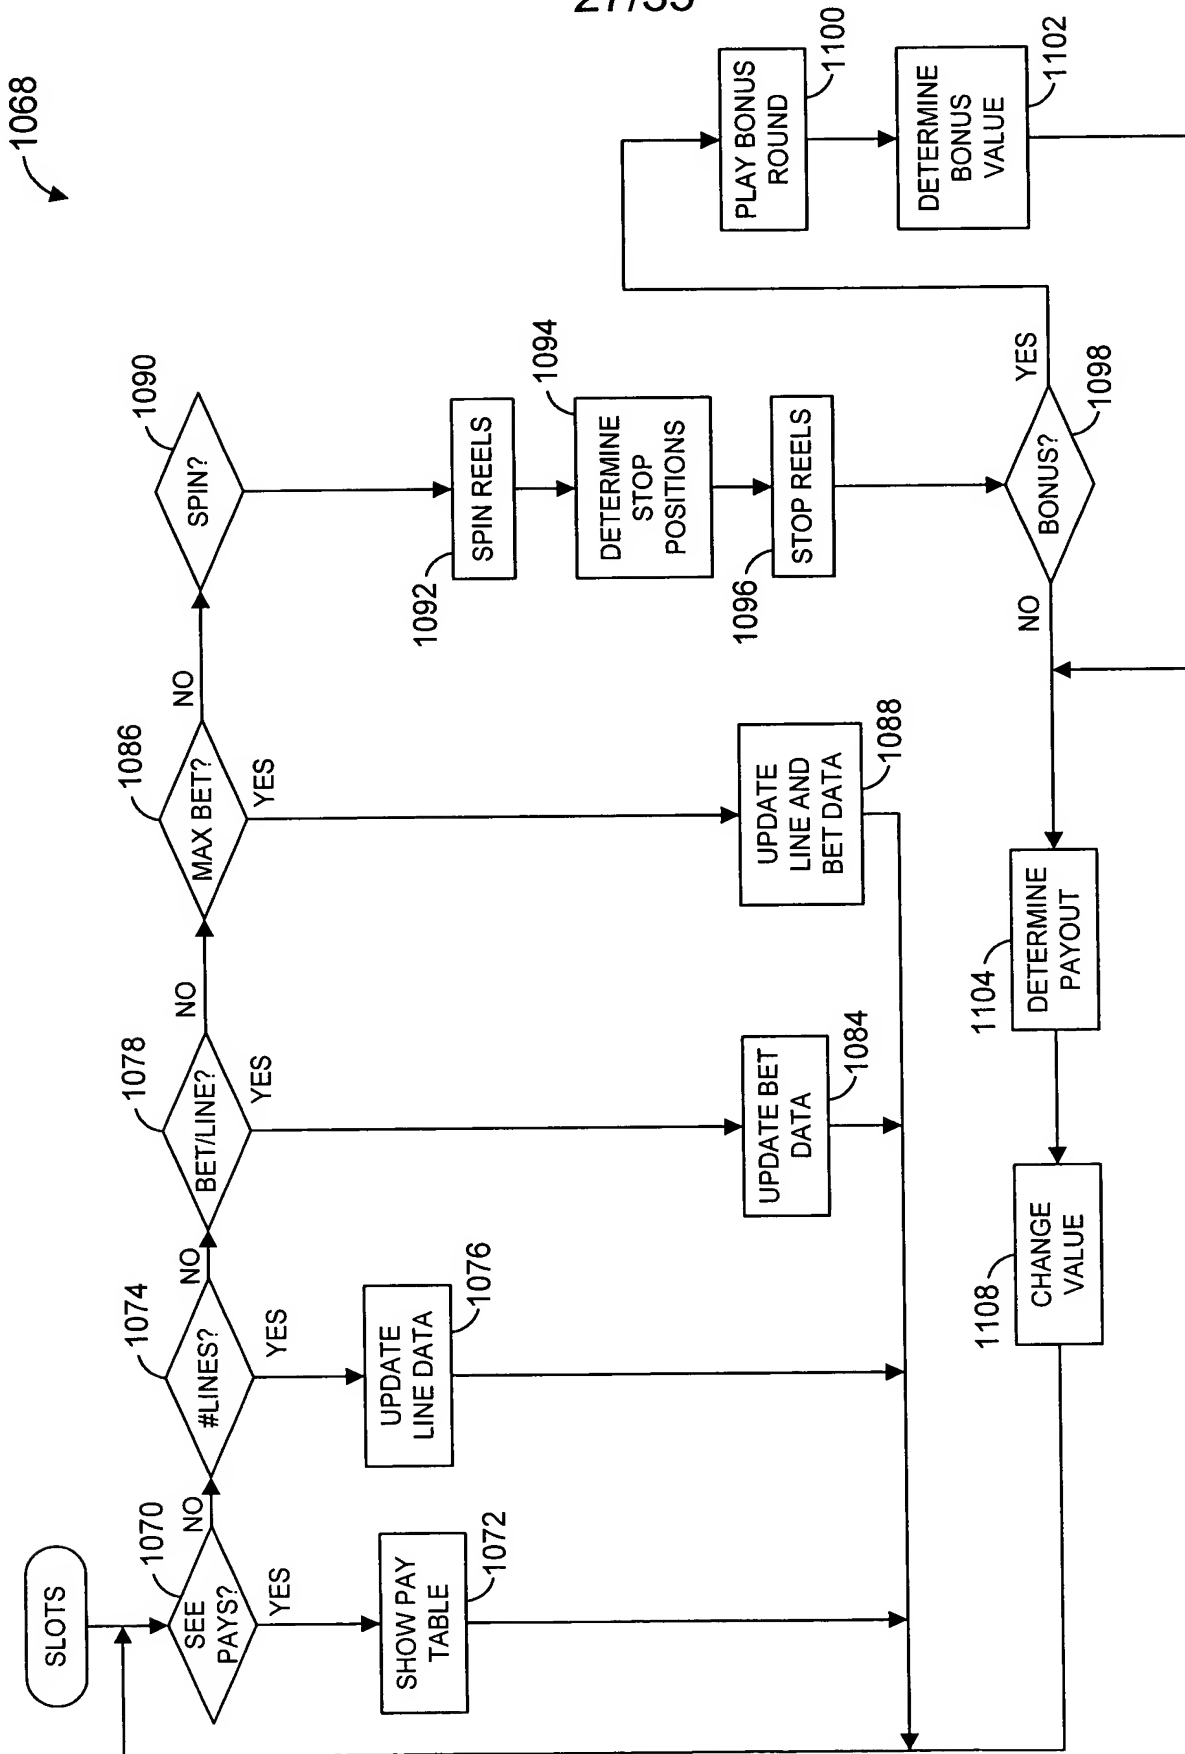 27/35
1068
SLOTS
SEE
PAYS?
1070
NO
YES
SHOW PAY
TABLE
1072
#LINES?
1074
NO
YES
UPDATE
LINE DATA
1076
BET/LINE?
1078
NO
YES
UPDATE BET
DATA
1084
MAX BET?
1086
NO
YES
UPDATE
LINE AND
BET DATA
1088
SPIN?
1090
SPIN REELS
1092
DETERMINE
STOP
POSITIONS
1094
STOP REELS
1096
BONUS?
1098
YES
NO
PLAY BONUS
ROUND
1100
DETERMINE
BONUS
VALUE
1102
DETERMINE
PAYOUT
1104
CHANGE
VALUE
1108